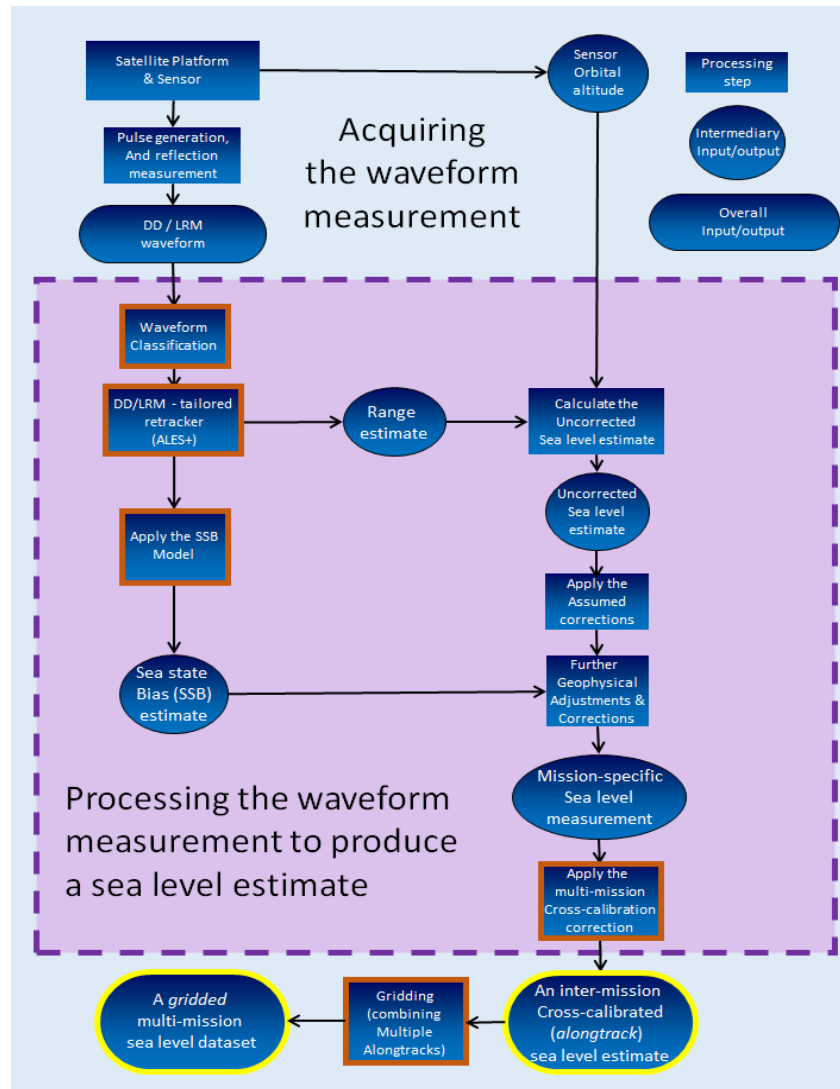 Satellite Platform
& Sensor
Sensor
Orbital
altitude
Processing
step
Pulse generation,
And reflection
measurement
Acquiring
the waveform
measurement
Intermediary
Input/output
DD / LRM
waveform
Overall
Input/output
Waveform
Classification
DD/LRM - tailored
retracker
(ALES+)
Range
estimate
Calculate the
Uncorrected
Sea level estimate
Uncorrected
Sea level
estimate
Apply the SSB
Model
Apply the
Assumed
corrections
Sea state
Bias (SSB)
estimate
Further
Geophysical
Adjustments &
Corrections
Mission-specific
Sea level
measurement
Processing the waveform
measurement to produce
a sea level estimate
Apply the
multi-mission
Cross-calibration
correction
A gridded
multi-mission
sea level dataset
Gridding
(combining
Multiple
Alongtracks)
An inter-mission
Cross-calibrated
(alongtrack)
sea level estimate